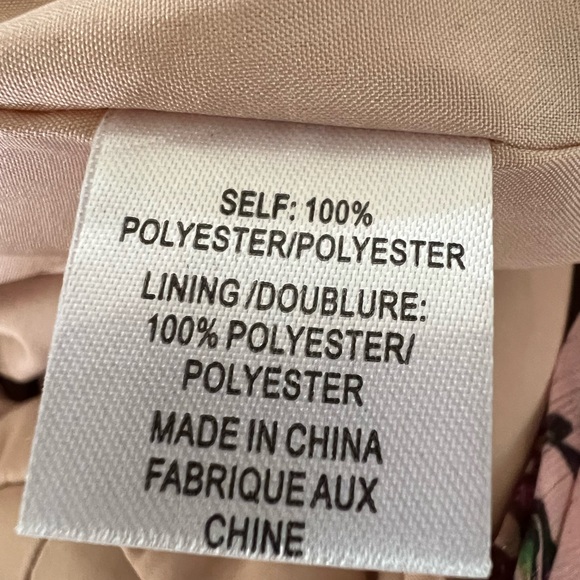 SELF: 100%
POLYESTER/POLYESTER
LINING/DOUBLURE:
100% POLYESTER/
POLYESTER
MADE IN CHINA
FABRIQUE AUX
CHINE